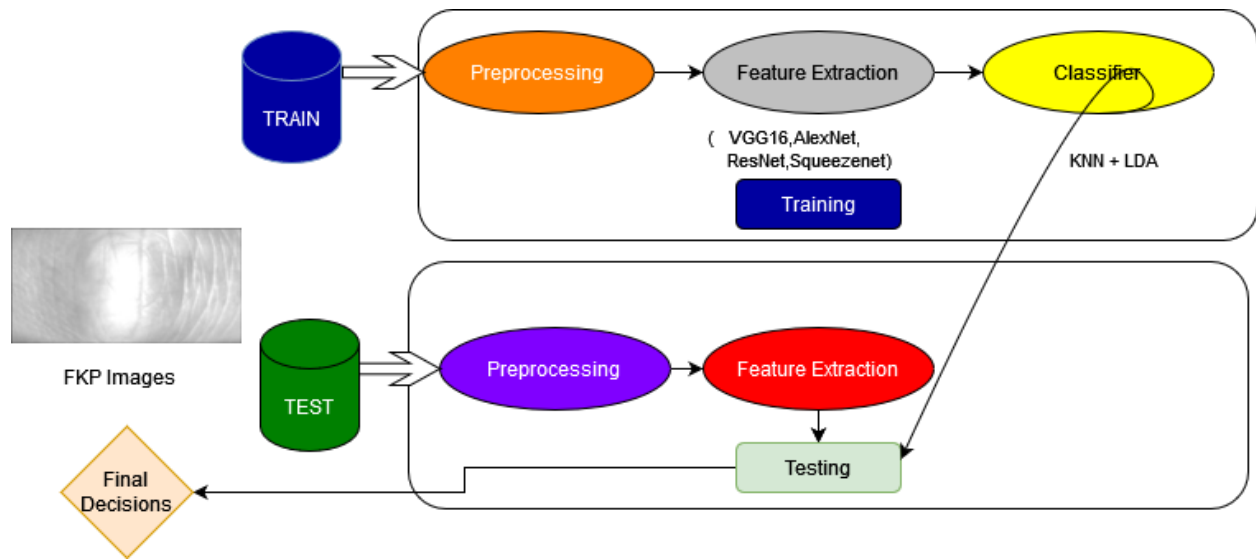 TRAIN
Preprocessing
Feature Extraction
Classifier
( VGG16,AlexNet,
ResNet,Squeezenet)
KNN + LDA
Training
FKP Images
TEST
Preprocessing
Feature Extraction
Testing
Final
Decisions